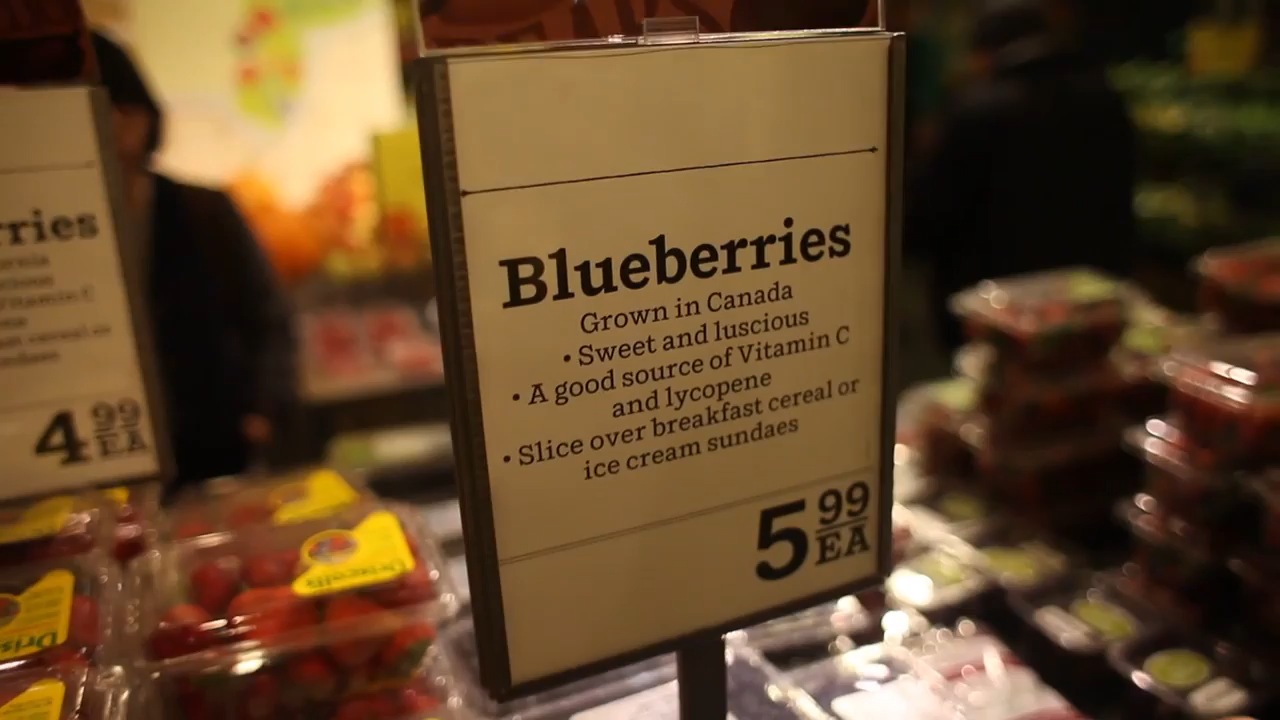 rries
4 99
EA
Blueberries
Grown in Canada
• Sweet and luscious
• A good source of Vitamin C
and lycopene
• Slice over breakfast cereal or
ice cream sundaes
5 99
EA
Driscoll's